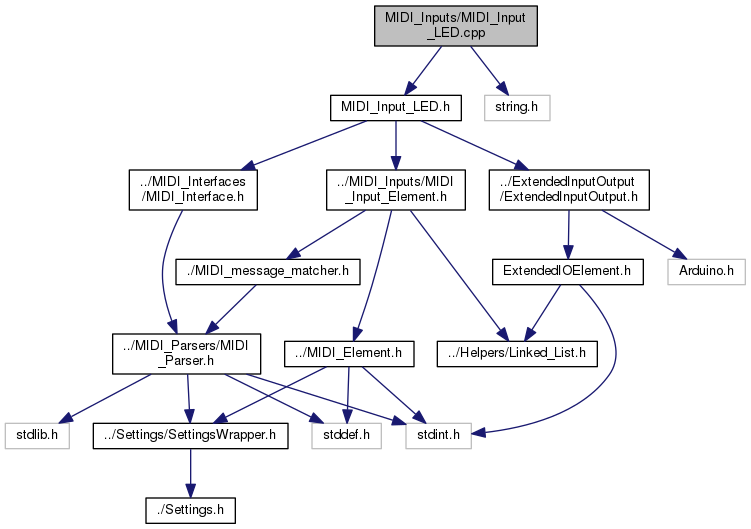 MIDI_Inputs/MIDI_Input
_LED.cpp
MIDI_Input_LED.h
string.h
../MIDI_Interfaces
/MIDI_Interface.h
../MIDI_Inputs/MIDI
_Input_Element.h
../ExtendedInputOutput
/ExtendedInputOutput.h
./MIDI_message_matcher.h
ExtendedIOElement.h
Arduino.h
../MIDI_Parsers/MIDI
_Parser.h
../MIDI_Element.h
../Helpers/Linked_List.h
stdlib.h
../Settings/SettingsWrapper.h
stddef.h
stdint.h
./Settings.h